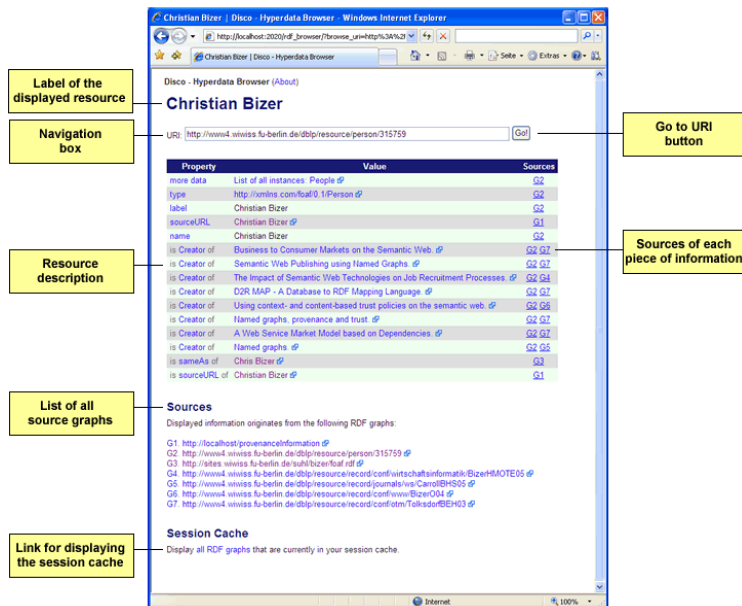 Christian Bizer | Disco - Hyperdata Browser - Windows Internet Explorer
http://localhost:2020/rdf_browser/?browse_uri=http%3A%2
Christian Bizer | Disco - Hyperdata Browser
Seite
Extras
Disco - Hyperdata Browser (About)
Label of the
displayed resource
Christian Bizer
Navigation
box
URI: http://www4.wiwiss.fu-berlin.de/dblp/resource/person/315759 Go!
Go to URI
button
Property Value Sources
more data List of all instances: People G2
type http://xmlns.com/foaf/0.1/Person G2
label Christian Bizer G2
sourceURL Christian Bizer G1
name Christian Bizer G2
is Creator of Business to Consumer Markets on the Semantic Web. G2 G7
is Creator of Semantic Web Publishing using Named Graphs. G2 G7
is Creator of The Impact of Semantic Web Technologies on Job Recruitment Processes. G2 G4
is Creator of D2R MAP - A Database to RDF Mapping Language. G2 G7
is Creator of Using context- and content-based trust policies on the semantic web. G2 G6
is Creator of Named graphs, provenance and trust. G2 G7
is Creator of A Web Service Market Model based on Dependencies. G2 G7
is Creator of Named graphs. G2 G5
is sameAs of Chris Bizer G3
is sourceURL of Christian Bizer G1
Resource
description
Sources of each
piece of information
List of all
source graphs
Sources
Displayed information originates from the following RDF graphs:
G1. http://localhost/provenanceInformation
G2. http://www4.wiwiss.fu-berlin.de/dblp/resource/person/315759
G3. http://sites.wiwiss.fu-berlin.de/suhl/bizer/foaf.rdf
G4. http://www4.wiwiss.fu-berlin.de/dblp/resource/record/conf/wirtschaftsinformatik/BizerHMOTE05
G5. http://www4.wiwiss.fu-berlin.de/dblp/resource/record/journals/ws/CarrollBHS05
G6. http://www4.wiwiss.fu-berlin.de/dblp/resource/record/conf/www/BizerO04
G7. http://www4.wiwiss.fu-berlin.de/dblp/resource/record/conf/otm/TolksdorfBEH03
Link for displaying
the session cache
Session Cache
Display all RDF graphs that are currently in your session cache.
Internet 100%